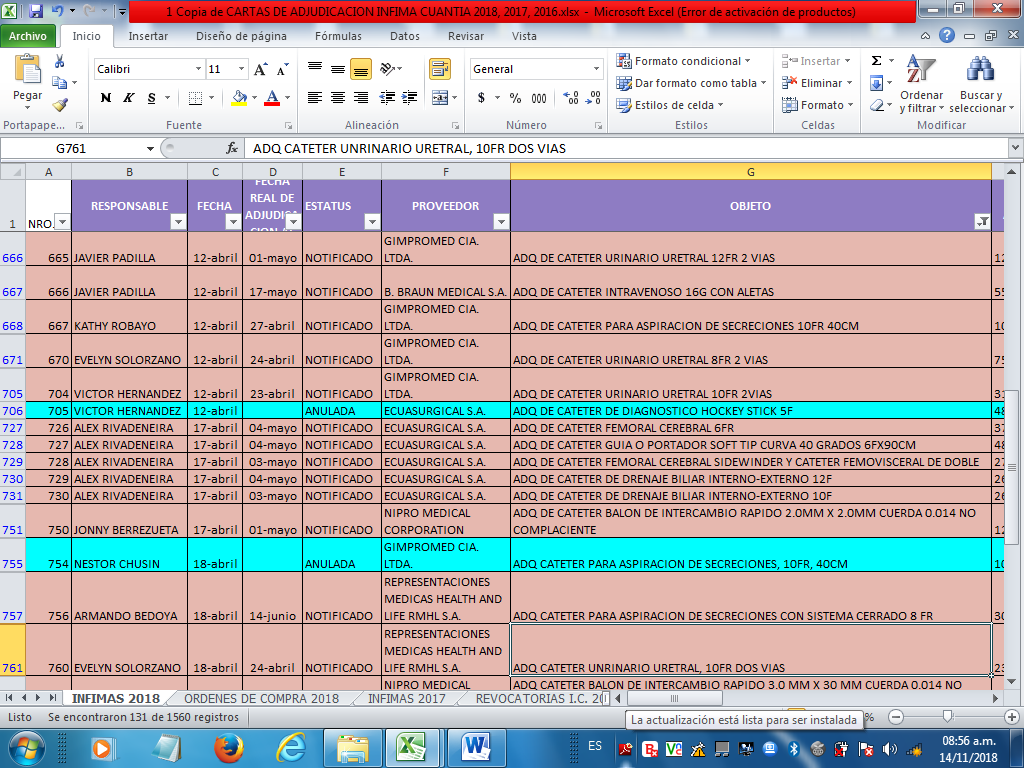 1 Copia de CARTAS DE ADJUDICACION INFIMA CUANTIA 2018, 2017, 2016.xlsx - Microsoft Excel (Error de activación de productos)
Archivo Inicio Insertar Diseño de página Fórmulas Datos Revisar Vista
Calibri 11 General Formato condicional Insertar Σ
Pegar N K S $ % 000 Dar formato como tabla Eliminar Ordenar y filtrar Buscar y seleccionar
Estilos de celda Formato
Portapape... Fuente Alineación Número Estilos Celdas Modificar
G761 fx ADQ CATETER UNRINARIO URETRAL, 10FR DOS VIAS
A B C D E F G
1 NRO. RESPONSABLE FECHA FECHA REAL DE ADJUDICACION ESTATUS PROVEEDOR OBJETO
666 665 JAVIER PADILLA 12-abril 01-mayo NOTIFICADO GIMPROMED CIA. LTDA. ADQ DE CATETER URINARIO URETRAL 12FR 2 VIAS 12
667 666 JAVIER PADILLA 12-abril 17-mayo NOTIFICADO B. BRAUN MEDICAL S.A. ADQ DE CATETER INTRAVENOSO 16G CON ALETAS 55
668 667 KATHY ROBAYO 12-abril 27-abril NOTIFICADO GIMPROMED CIA. LTDA. ADQ DE CATETER PARA ASPIRACION DE SECRECIONES 10FR 40CM 10
671 670 EVELYN SOLORZANO 12-abril 24-abril NOTIFICADO GIMPROMED CIA. LTDA. ADQ DE CATETER URINARIO URETRAL 8FR 2 VIAS 75
705 704 VICTOR HERNANDEZ 12-abril 23-abril NOTIFICADO GIMPROMED CIA. LTDA. ADQ DE CATETER URINARIO URETRAL 10FR 2VIAS 31
706 705 VICTOR HERNANDEZ 12-abril ANULADA ECUASURGICAL S.A. ADQ DE CATETER DE DIAGNOSTICO HOCKEY STICK 5F 48
727 726 ALEX RIVADENEIRA 17-abril 04-mayo NOTIFICADO ECUASURGICAL S.A. ADQ DE CATETER FEMORAL CEREBRAL 6FR 37
728 727 ALEX RIVADENEIRA 17-abril 04-mayo NOTIFICADO ECUASURGICAL S.A. ADQ DE CATETER GUIA O PORTADOR SOFT TIP CURVA 40 GRADOS 6FX90CM 48
729 728 ALEX RIVADENEIRA 17-abril 03-mayo NOTIFICADO ECUASURGICAL S.A. ADQ DE CATETER FEMORAL CEREBRAL SIDEWINDER Y CATETER FEMOVISCERAL DE DOBLE 27
730 729 ALEX RIVADENEIRA 17-abril 04-mayo NOTIFICADO ECUASURGICAL S.A. ADQ DE CATETER DE DRENAJE BILIAR INTERNO-EXTERNO 12F 26
731 730 ALEX RIVADENEIRA 17-abril 03-mayo NOTIFICADO ECUASURGICAL S.A. ADQ DE CATETER DE DRENAJE BILIAR INTERNO-EXTERNO 10F 26
751 750 JONNY BERREZUETA 17-abril 01-mayo NOTIFICADO NIPRO MEDICAL CORPORATION ADQ DE CATETER BALON DE INTERCAMBIO RAPIDO 2.0MM X 2.0MM CUERDA 0.014 NO COMPLACIENTE 12
755 754 NESTOR CHUSIN 18-abril ANULADA GIMPROMED CIA. LTDA. ADQ CATETER PARA ASPIRACION DE SECRECIONES, 10FR, 40CM 10
757 756 ARMANDO BEDOYA 18-abril 14-junio NOTIFICADO REPRESENTACIONES MEDICAS HEALTH AND LIFE RMHL S.A. ADQ CATETER PARA ASPIRACION DE SECRECIONES CON SISTEMA CERRADO 8 FR 30
761 760 EVELYN SOLORZANO 18-abril 24-abril NOTIFICADO REPRESENTACIONES MEDICAS HEALTH AND LIFE RMHL S.A. ADQ CATETER UNRINARIO URETRAL, 10FR DOS VIAS 23
NIPRO MEDICAL ADQ CATETER BALON DE INTERCAMBIO RAPIDO 3.0 MM X 30 MM CUERDA 0.014 NO
INFIMAS 2018 ORDENES DE COMPRA 2018 INFIMAS 2017 REVOCATORIAS I.C. 20
Listo Se encontraron 131 de 1560 registros La actualización está lista para ser instalada %
ES 08:56 a.m.
14/11/2018